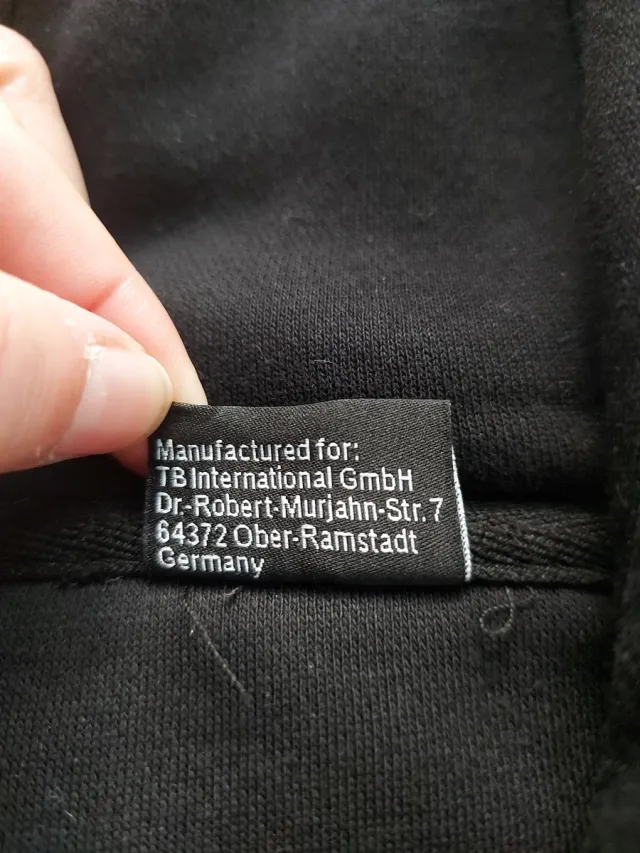 Manufactured for:
TB International GmbH
Dr.-Robert-Murjahn-Str. 7
64372 Ober-Ramstadt
Germany